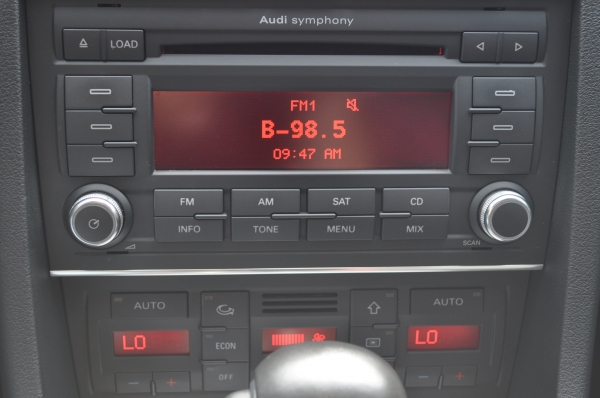 Audi symphony
LOAD
FM1
B-98.5
09:47 AM
FM AM SAT CD
INFO TONE MENU MIX
SCAN
AUTO AUTO
LO LO
ECON
OFF